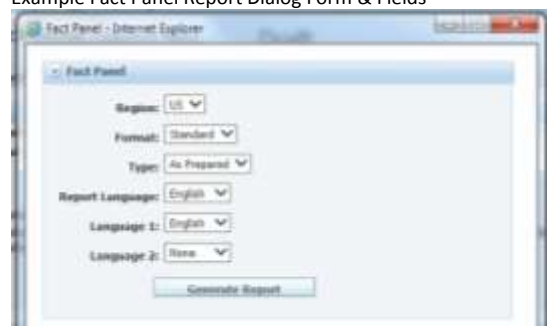 Example Fact Panel Report Dialog Form & Fields
Fact Panel - Internet Explorer
Fact Panel
Region: US
Format: Standard
Type: As Prepared
Report Language: English
Language 1: English
Language 2: None
Generate Report